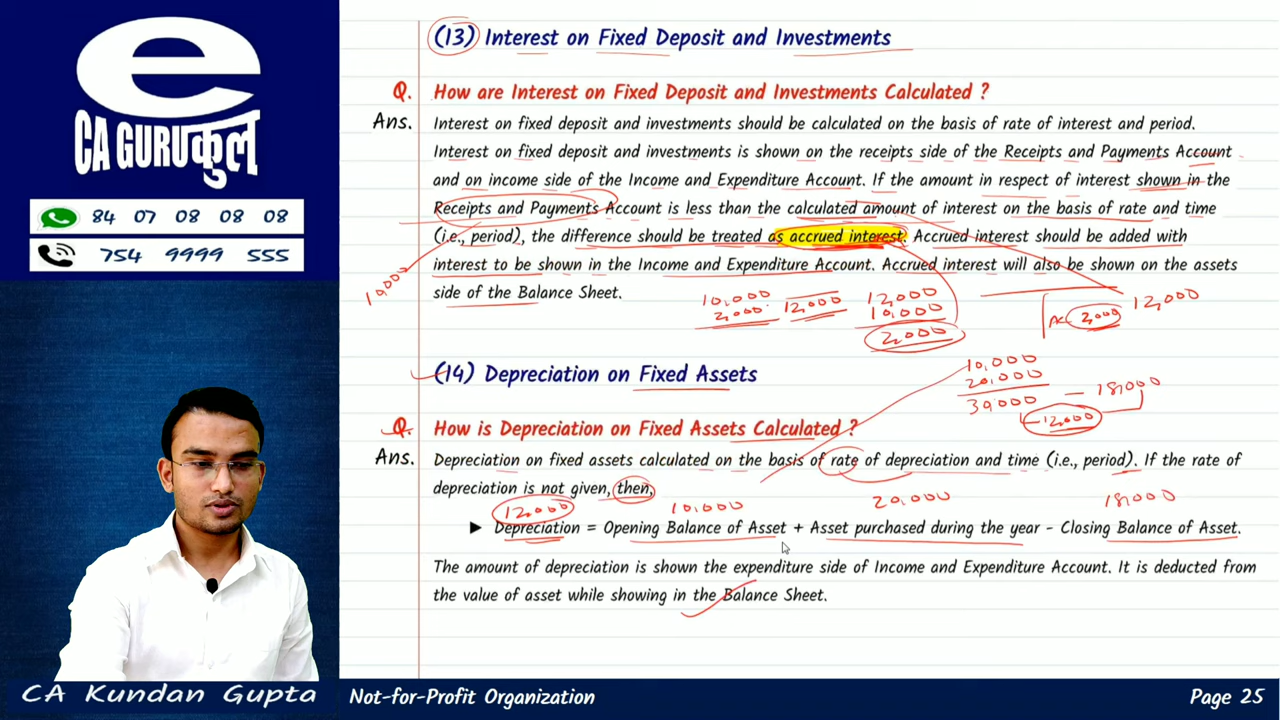 e
CA GURUकुल
84 07 08 08 08
754 9999 555
CA Kundan Gupta
(13) Interest on Fixed Deposit and Investments
Q. How are Interest on Fixed Deposit and Investments Calculated ?
Ans. Interest on fixed deposit and investments should be calculated on the basis of rate of interest and period.
Interest on fixed deposit and investments is shown on the receipts side of the Receipts and Payments Account
and on income side of the Income and Expenditure Account. If the amount in respect of interest shown in the
Receipts and Payments Account is less than the calculated amount of interest on the basis of rate and time
(i.e., period), the difference should be treated as accrued interest. Accrued interest should be added with
interest to be shown in the Income and Expenditure Account. Accrued interest will also be shown on the assets
side of the Balance Sheet.
10,000
10,000
2,000
12,000
12,000
10,000
2,000
2,000
12,000
(14) Depreciation on Fixed Assets
10,000
20,000
30,000 - 18,000
12,000
Q. How is Depreciation on Fixed Assets Calculated ?
Ans. Depreciation on fixed assets calculated on the basis of rate of depreciation and time (i.e., period). If the rate of
depreciation is not given, then,
12,000 10,000 20,000 18,000
► Depreciation = Opening Balance of Asset + Asset purchased during the year - Closing Balance of Asset.
The amount of depreciation is shown the expenditure side of Income and Expenditure Account. It is deducted from
the value of asset while showing in the Balance Sheet.
Not-for-Profit Organization
Page 25